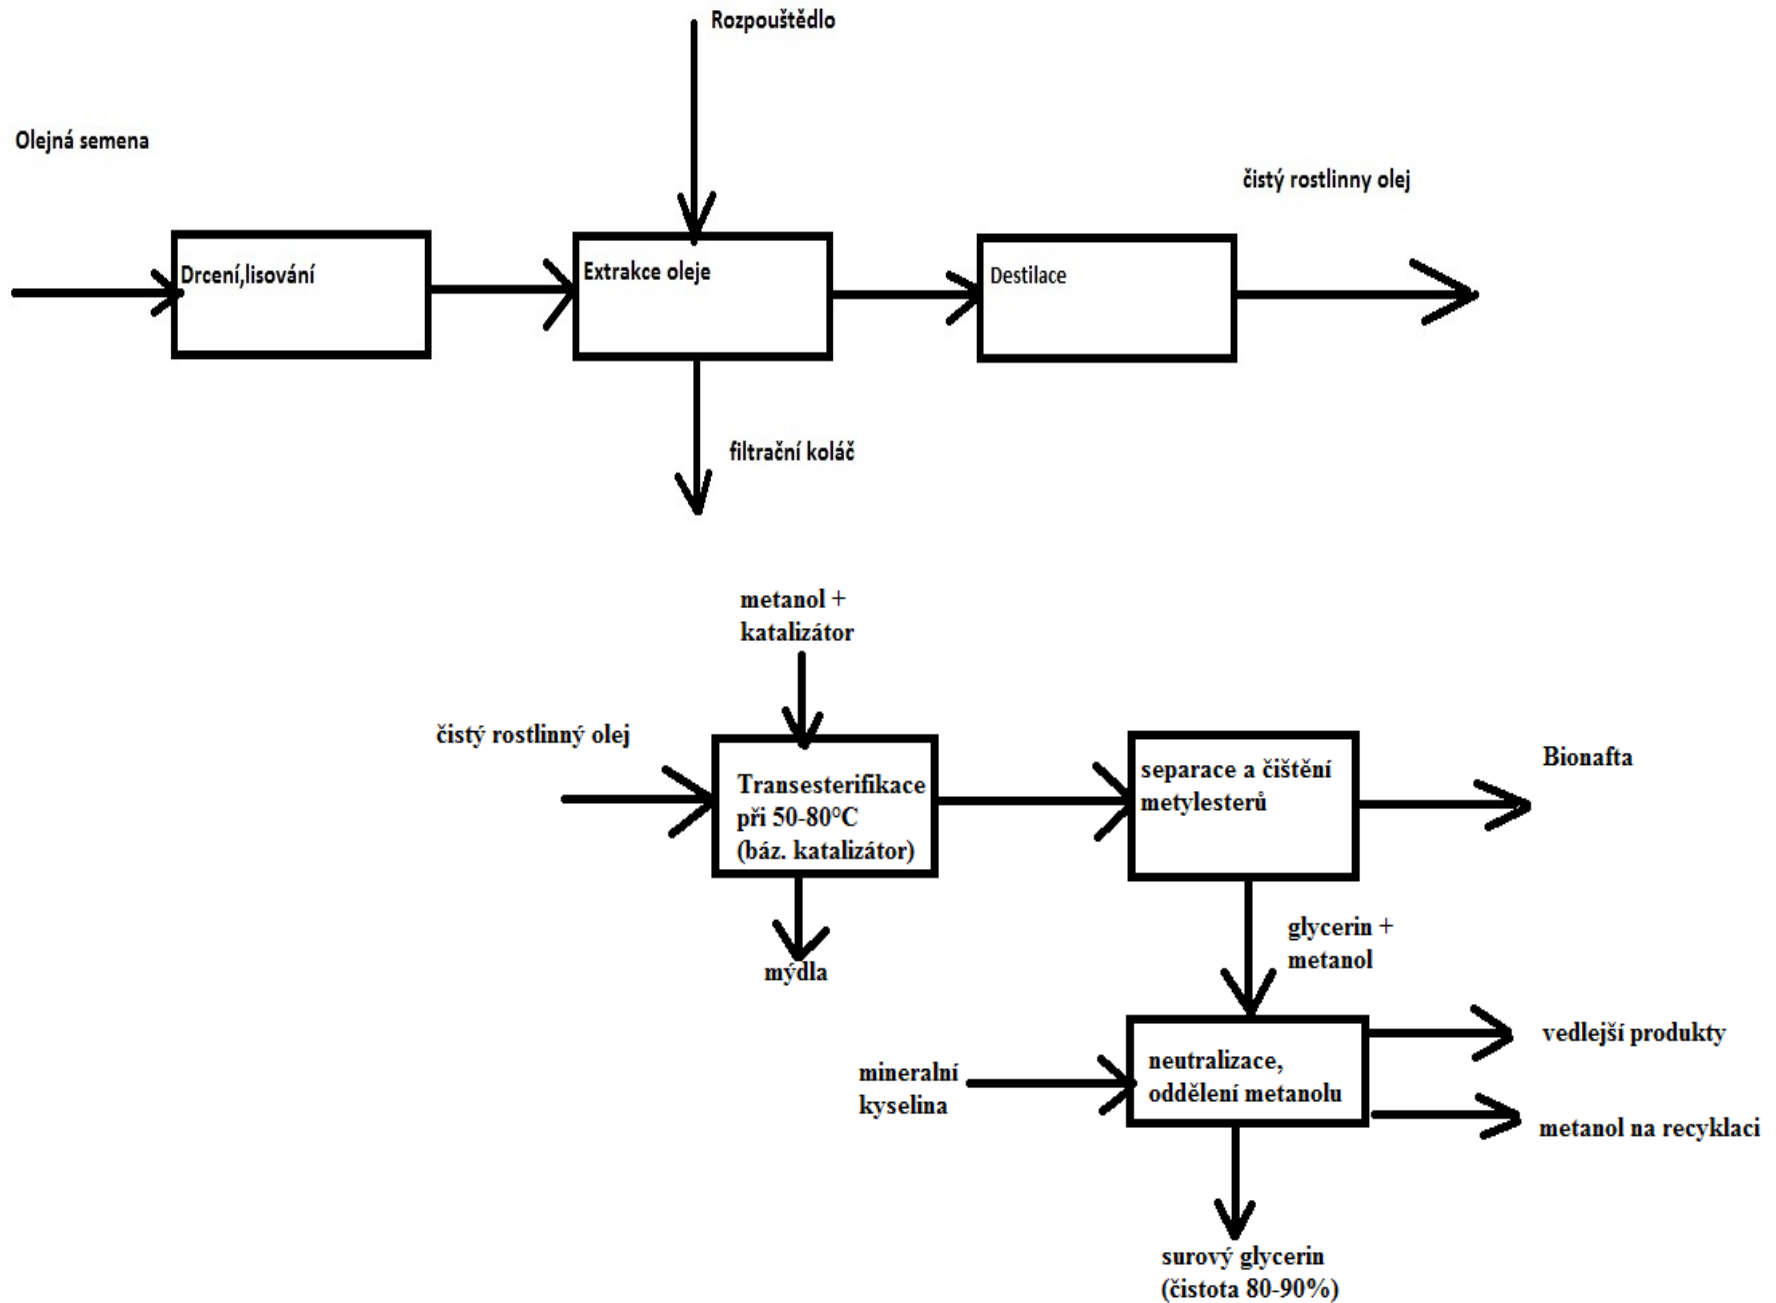 Rozpouštědlo
Olejná semena
čistý rostlinny olej
Drcení,lisování
Extrakce oleje
Destilace
filtrační koláč
metanol +
katalizátor
čistý rostlinný olej
Transesterifikace
při 50-80°C
(báz. katalizátor)
separace a čištění
metylesterů
Bionafta
mýdla
glycerin +
metanol
mineralní
kyselina
neutralizace,
oddělení metanolu
vedlejší produkty
metanol na recyklaci
surový glycerin
(čistota 80-90%)